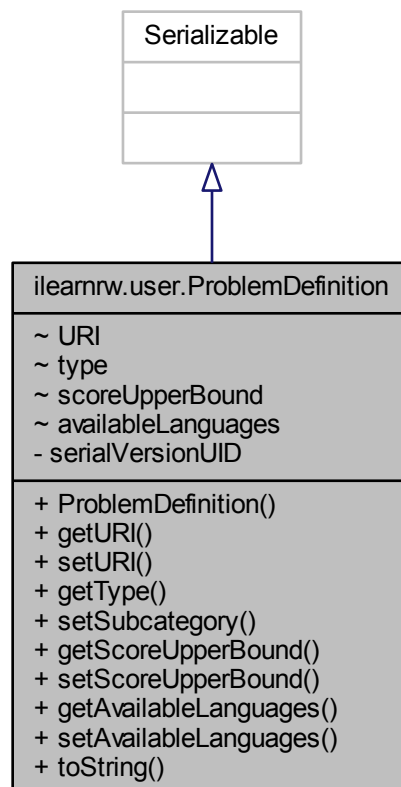 Serializable
ilearnrw.user.ProblemDefinition
~ URI
~ type
~ scoreUpperBound
~ availableLanguages
- serialVersionUID
+ ProblemDefinition()
+ getURI()
+ setURI()
+ getType()
+ setSubcategory()
+ getScoreUpperBound()
+ setScoreUpperBound()
+ getAvailableLanguages()
+ setAvailableLanguages()
+ toString()